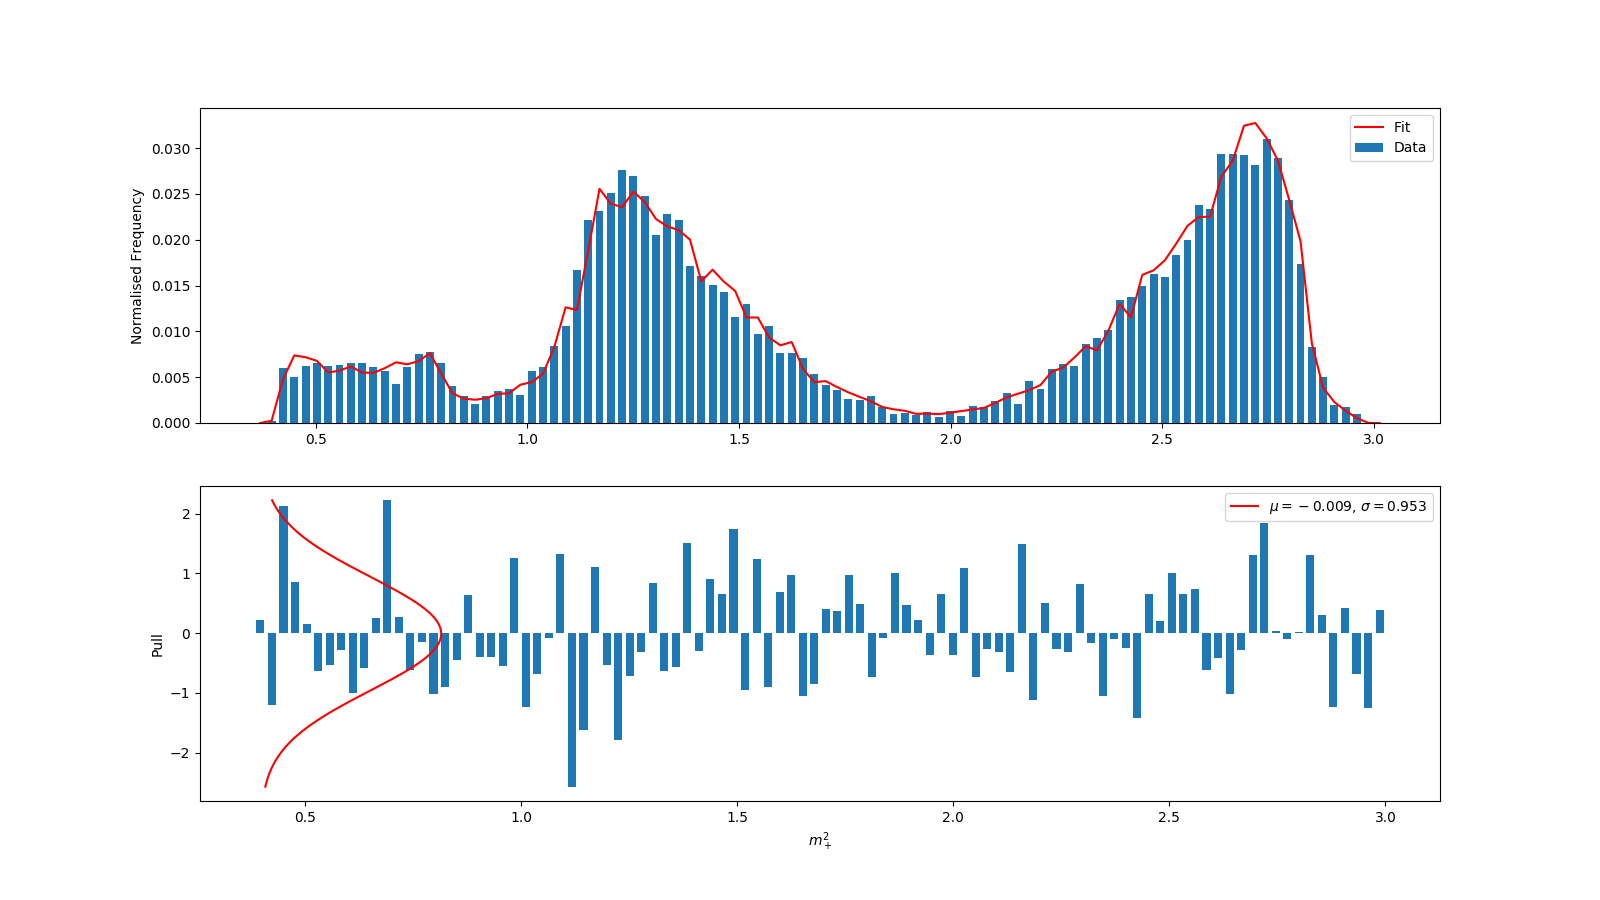 Normalised Frequency
0.030
0.025
0.020
0.015
0.010
0.005
0.000
0.5 1.0 1.5 2.0 2.5 3.0
Fit
Data
Pull
2
1
0
−1
−2
0.5 1.0 1.5 2.0 2.5 3.0
μ = −0.009, σ = 0.953
m²₊